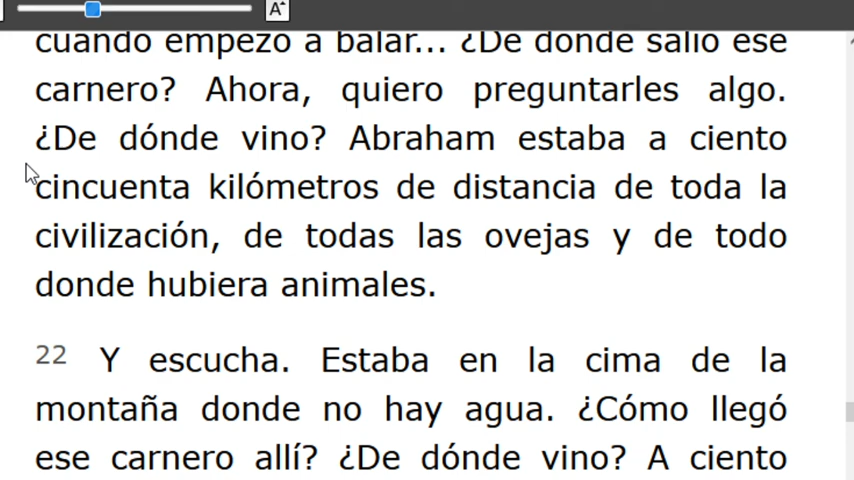 A
cuando empezó a balar... ¿De dónde salió ese
carnero? Ahora, quiero preguntarles algo.
¿De dónde vino? Abraham estaba a ciento
cincuenta kilómetros de distancia de toda la
civilización, de todas las ovejas y de todo
donde hubiera animales.
22 Y escucha. Estaba en la cima de la
montaña donde no hay agua. ¿Cómo llegó
ese carnero allí? ¿De dónde vino? A ciento